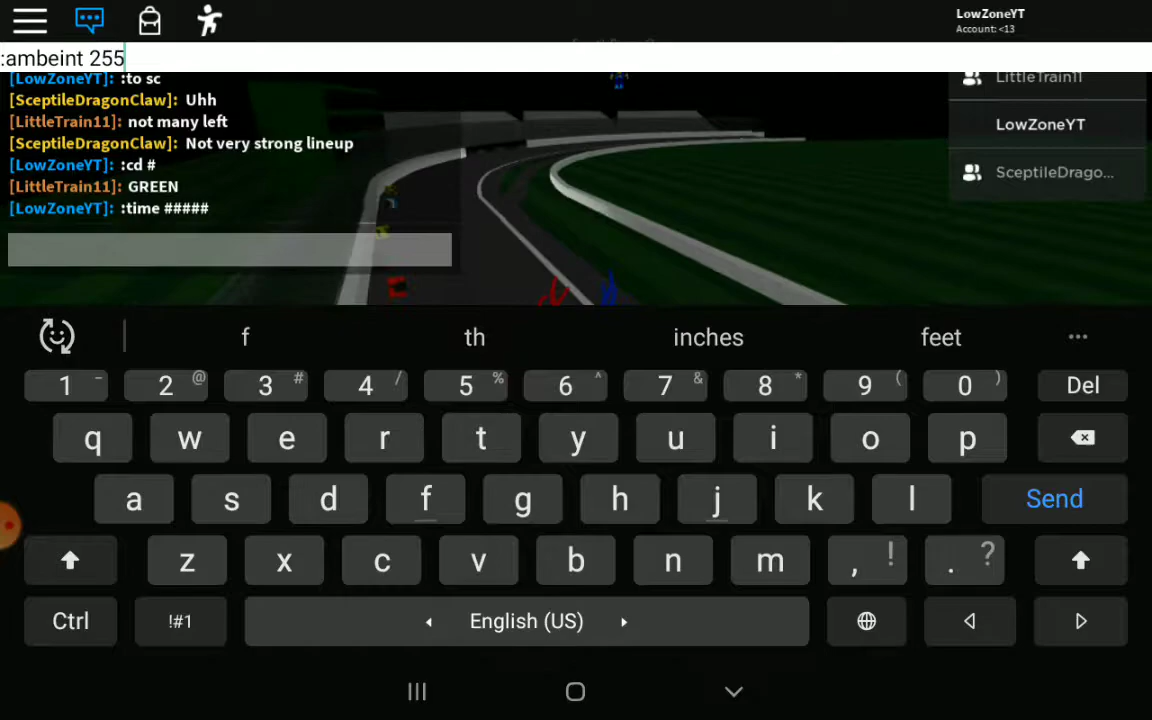 LowZoneYT
Account: <13
:ambeint 255
[LowZoneYT]: :to sc
[SceptileDragonClaw]: Uhh
[LittleTrain11]: not many left
[SceptileDragonClaw]: Not very strong lineup
[LowZoneYT]: :cd #
[LittleTrain11]: GREEN
[LowZoneYT]: :time #####
LittleTrain11
LowZoneYT
SceptileDrago...
f th inches feet ...
1 - 2 @ 3 # 4 / 5 % 6 ^ 7 & 8 * 9 ( 0 ) Del
q w e r t y u i o p
a s d f g h j k l Send
z x c v b n m , ! . ?
Ctrl !#1 English (US)